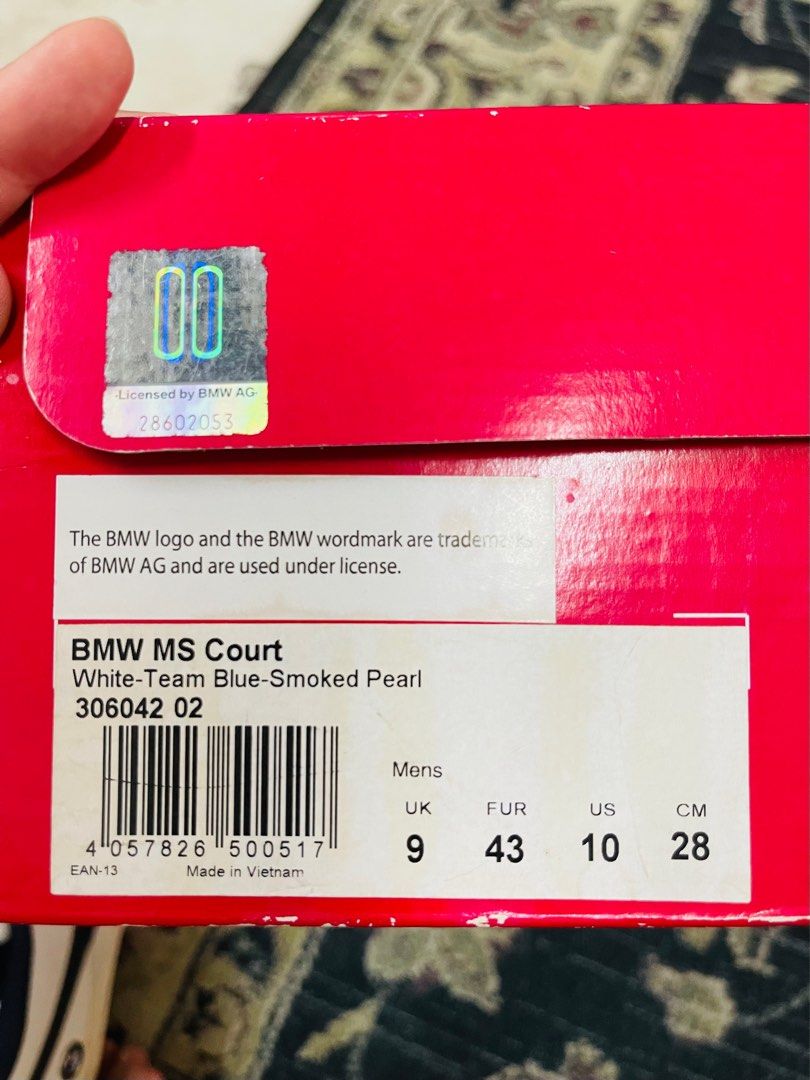 -Licensed by BMW AG-
28602053
The BMW logo and the BMW wordmark are trademarks
of BMW AG and are used under license.
BMW MS Court
White-Team Blue-Smoked Pearl
306042 02
Mens
UK FUR US CM
9 43 10 28
4 057826 500517
EAN-13 Made in Vietnam